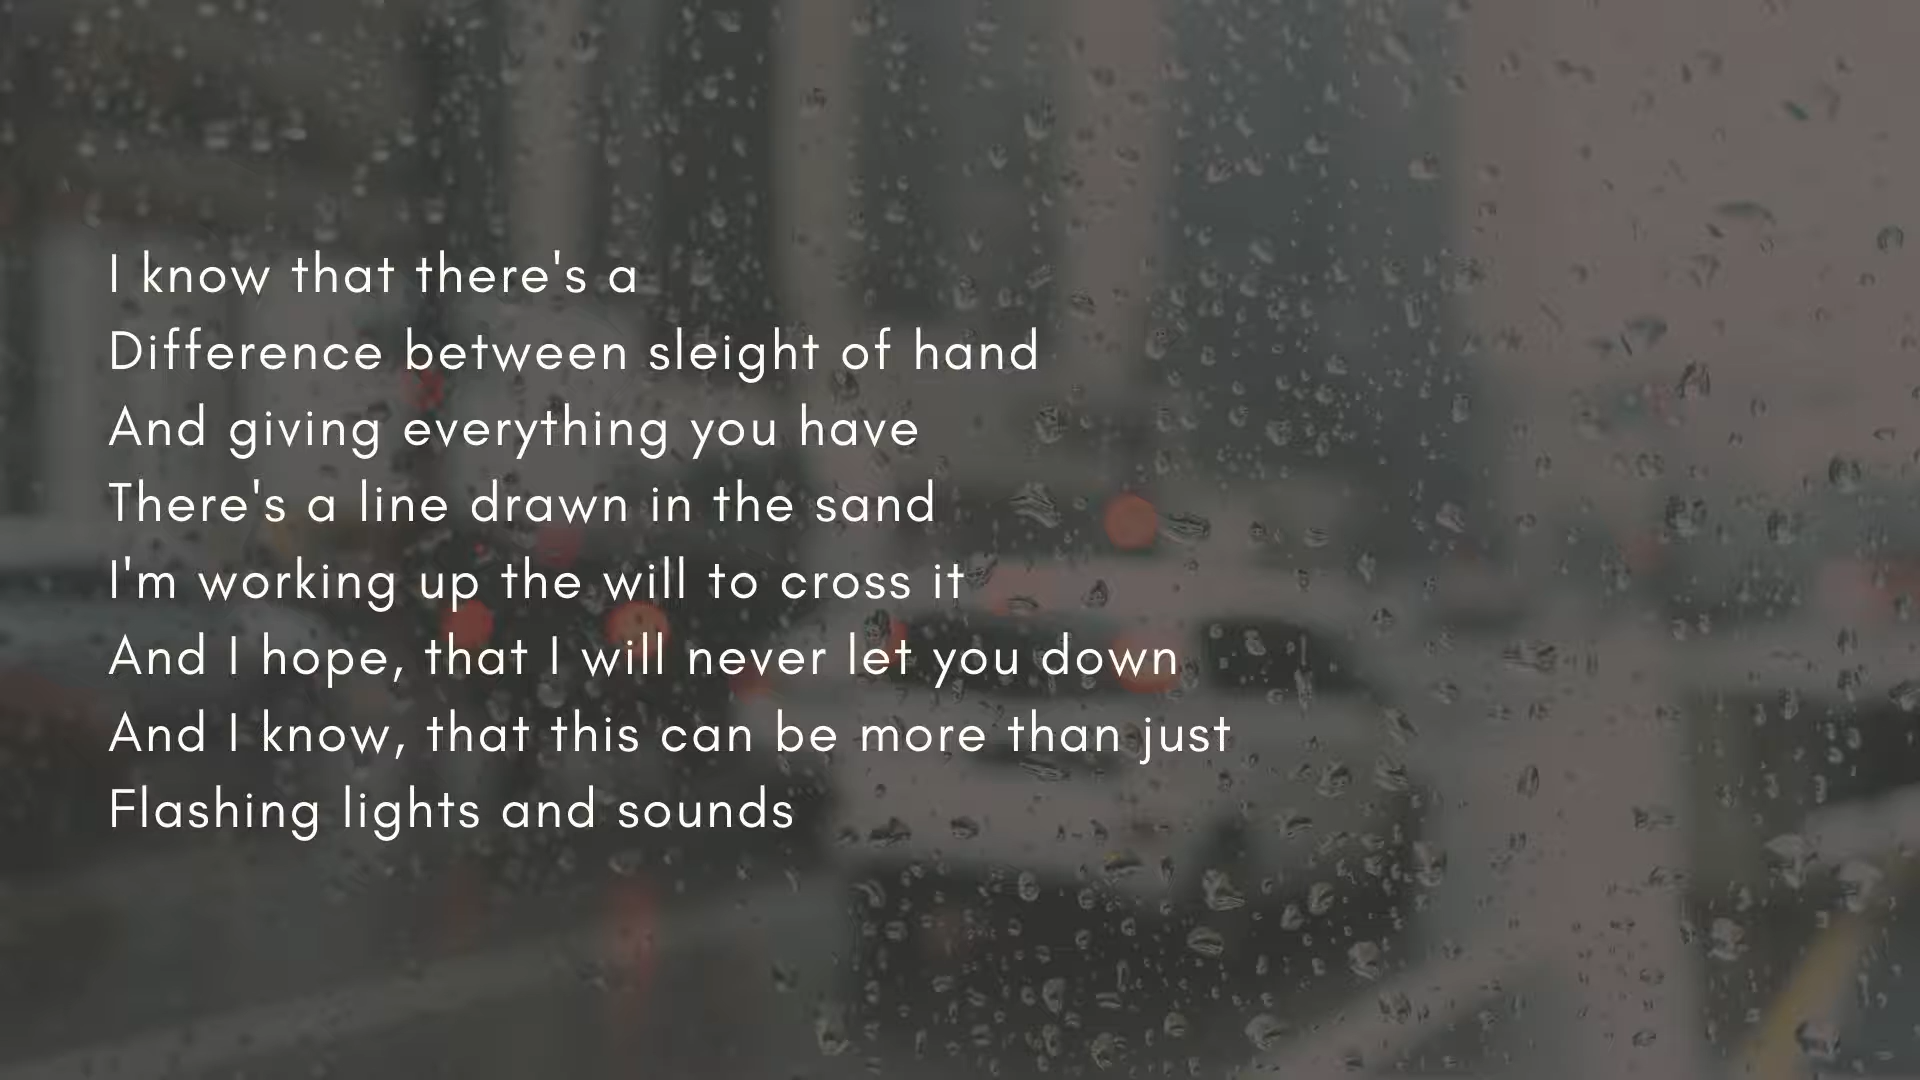 I know that there's a
Difference between sleight of hand
And giving everything you have
There's a line drawn in the sand
I'm working up the will to cross it
And I hope, that I will never let you down
And I know, that this can be more than just
Flashing lights and sounds